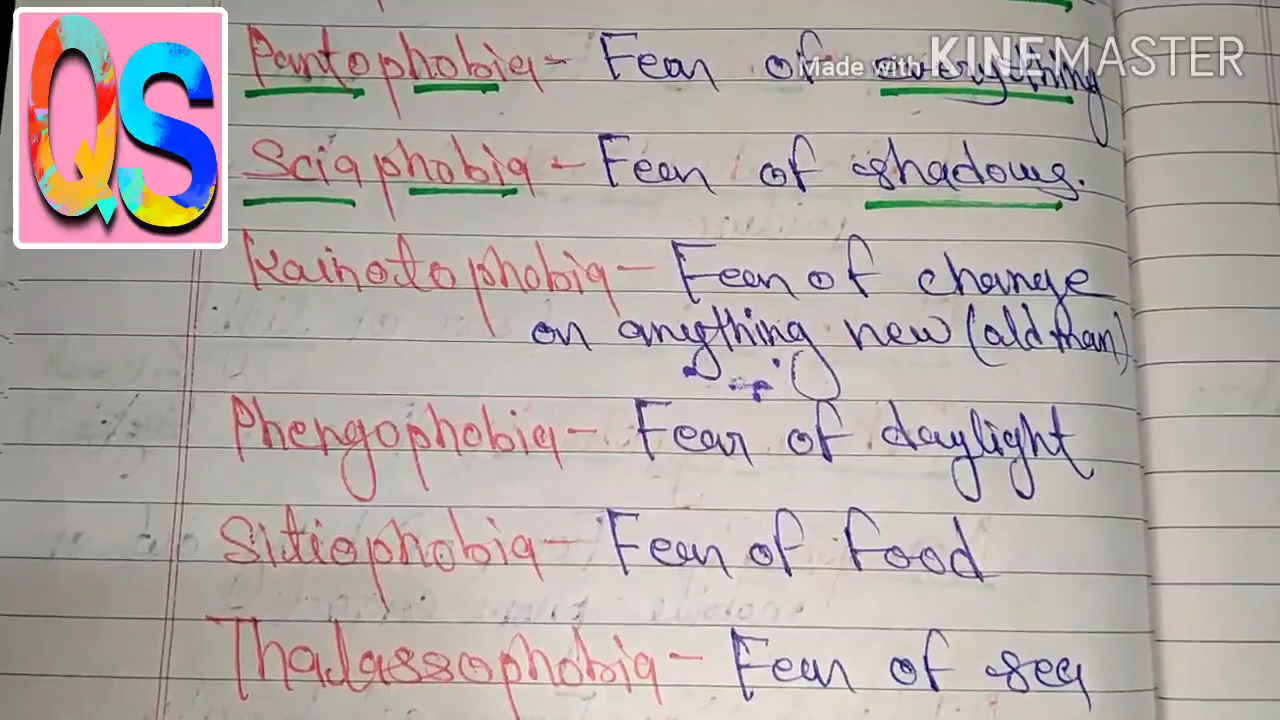 QS
Made with KINEMASTER
Pantophobia - Fear of everything
Sciaphobia - Fear of shadows.
Kainotophobia - Fear of change
or anything new (old than)
Phengophobia - Fear of daylight
Sitiophobia - Fear of food
Thalassophobia - Fear of sea